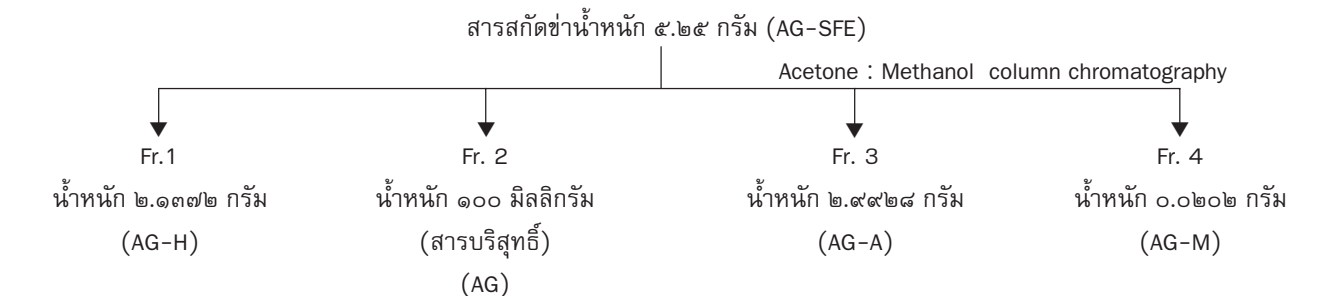 สารสกัดข่าน้ำหนัก ๕.๒๕ กรัม (AG-SFE)
Acetone : Methanol column chromatography
Fr.1 Fr. 2 Fr. 3 Fr. 4
น้ำหนัก ๒.๑๓๗๒ กรัม น้ำหนัก ๑๐๐ มิลลิกรัม น้ำหนัก ๒.๙๙๒๘ กรัม น้ำหนัก ๐.๐๒๐๒ กรัม
(AG-H) (สารบริสุทธิ์) (AG-A) (AG-M)
(AG)